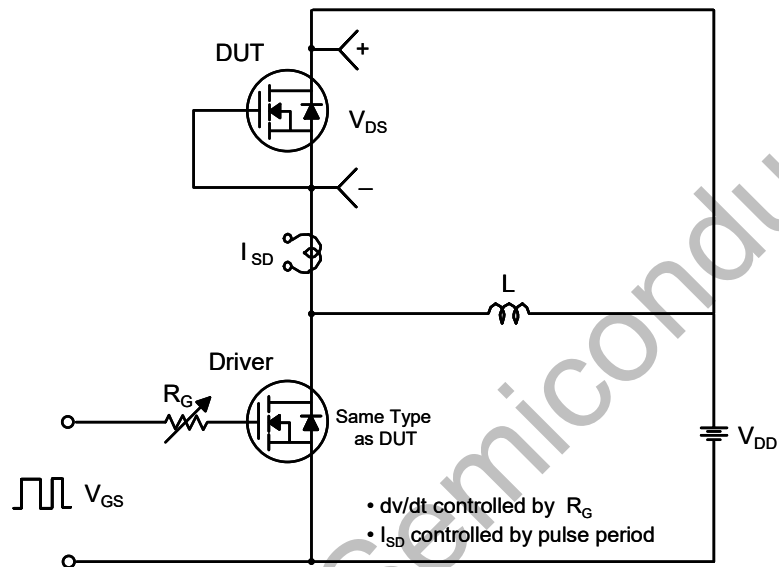 DUT
+
V_DS
–
I_SD
L
Driver
R_G
Same Type
as DUT
V_DD
V_GS
• dv/dt controlled by R_G
• I_SD controlled by pulse period
Semicondu